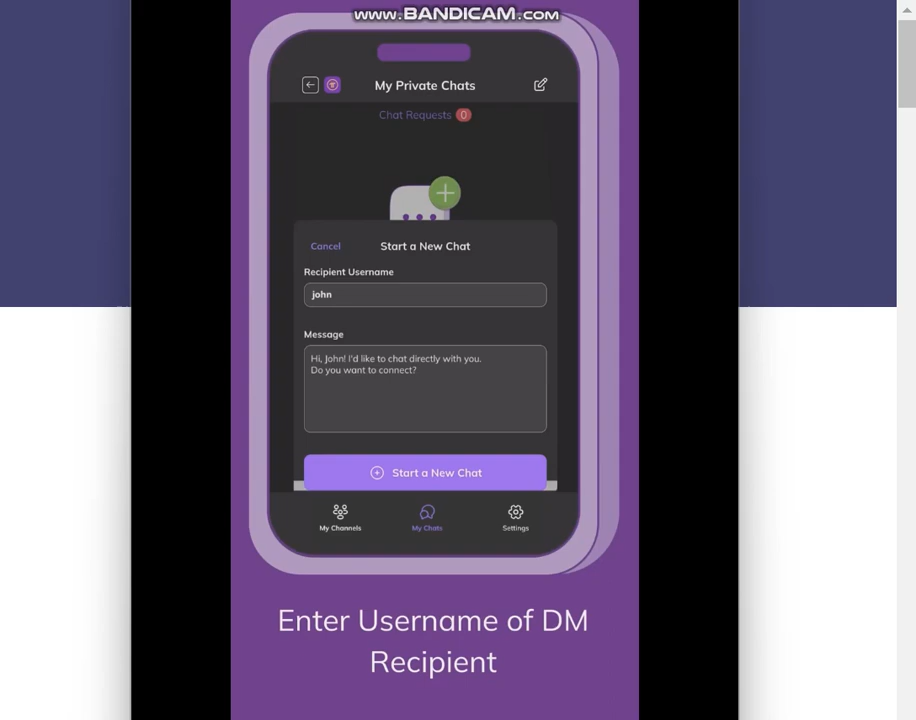 www.BANDICAM.com
My Private Chats
Chat Requests 0
Cancel
Start a New Chat
Recipient Username
john
Message
Hi, John! I'd like to chat directly with you.
Do you want to connect?
Start a New Chat
My Channels
My Chats
Settings
Enter Username of DM
Recipient